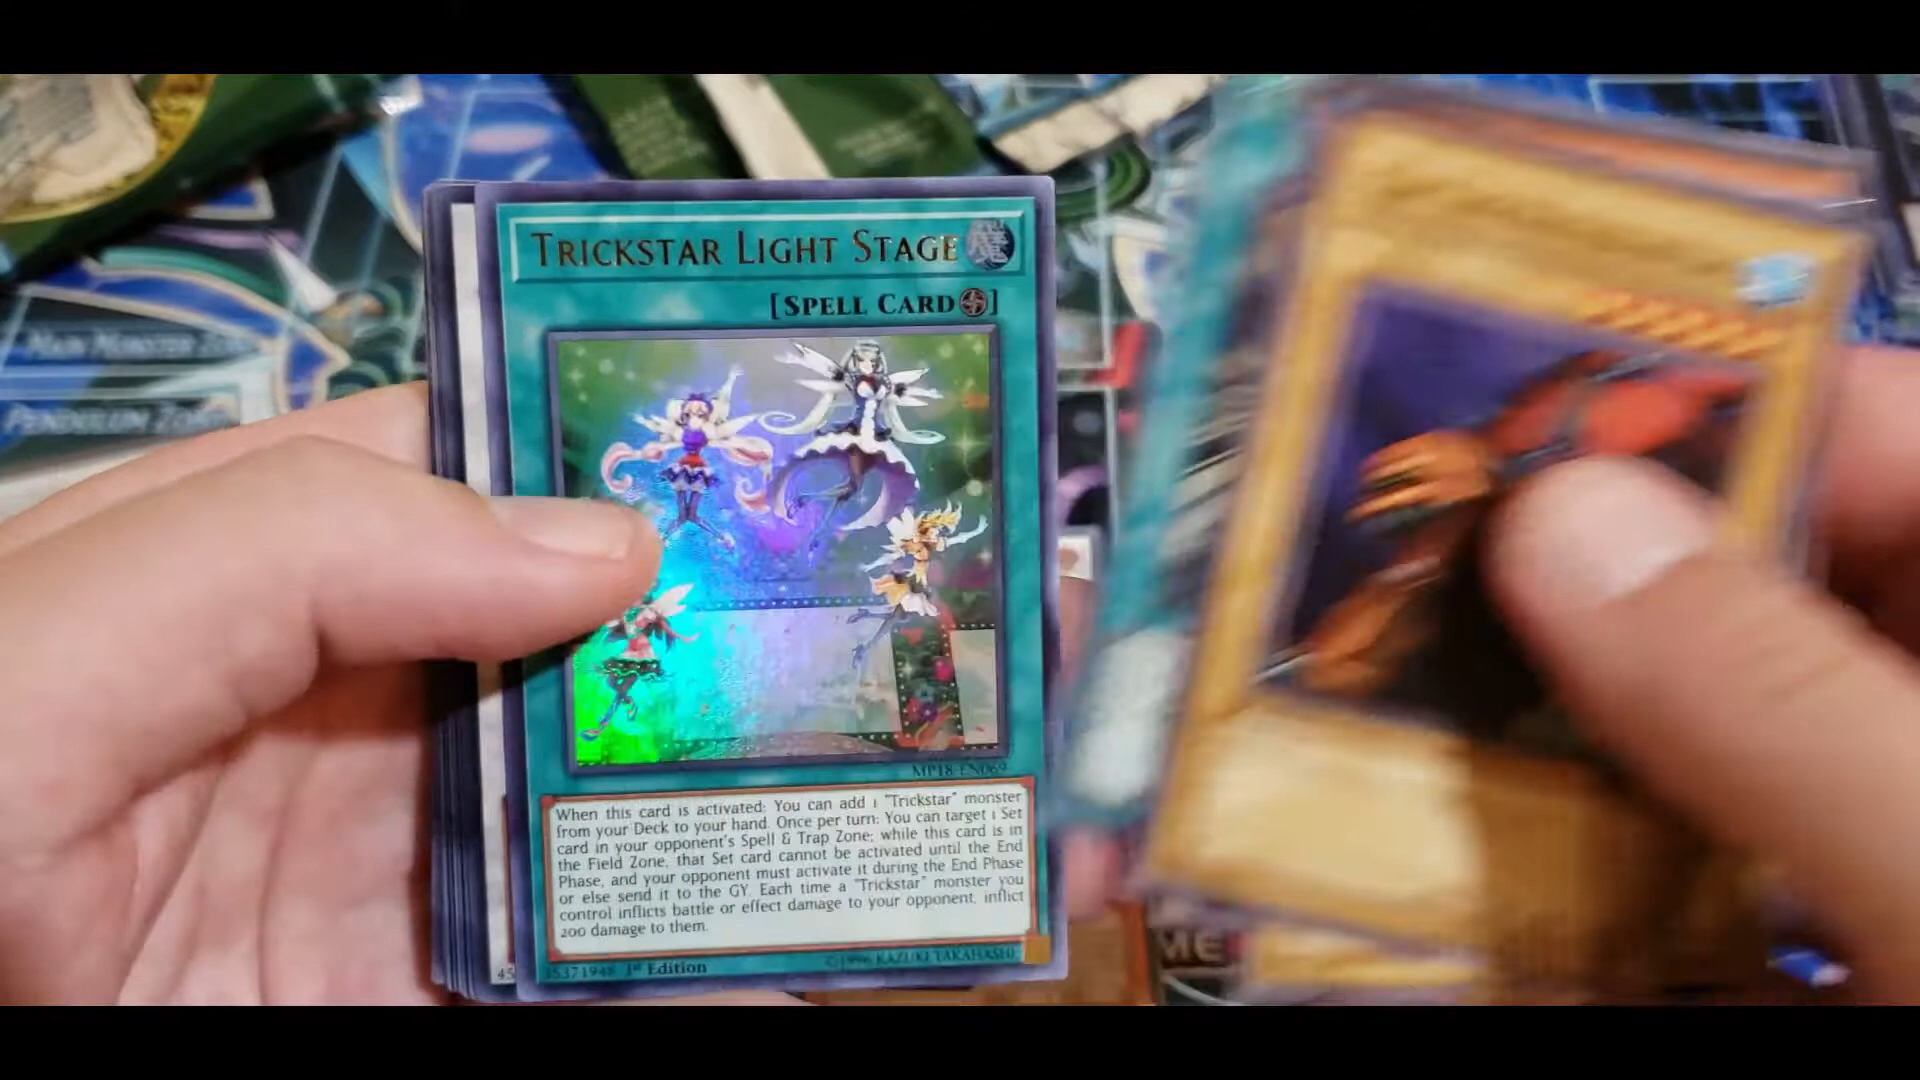 TRICKSTAR LIGHT STAGE
[SPELL CARD]
MP18-EN069
When this card is activated: You can add 1 "Trickstar" monster
from your Deck to your hand. Once per turn: You can target 1 Set
card in your opponent's Spell & Trap Zone; while this card is in
the Field Zone, that Set card cannot be activated until the End
Phase, and your opponent must activate it during the End Phase
or else send it to the GY. Each time a "Trickstar" monster you
control inflicts battle or effect damage to your opponent, inflict
200 damage to them.
35371948 1st Edition
©1996 KAZUKI TAKAHASHI
45
MAIN MONSTER ZONE
PENDULUM ZONE
ME